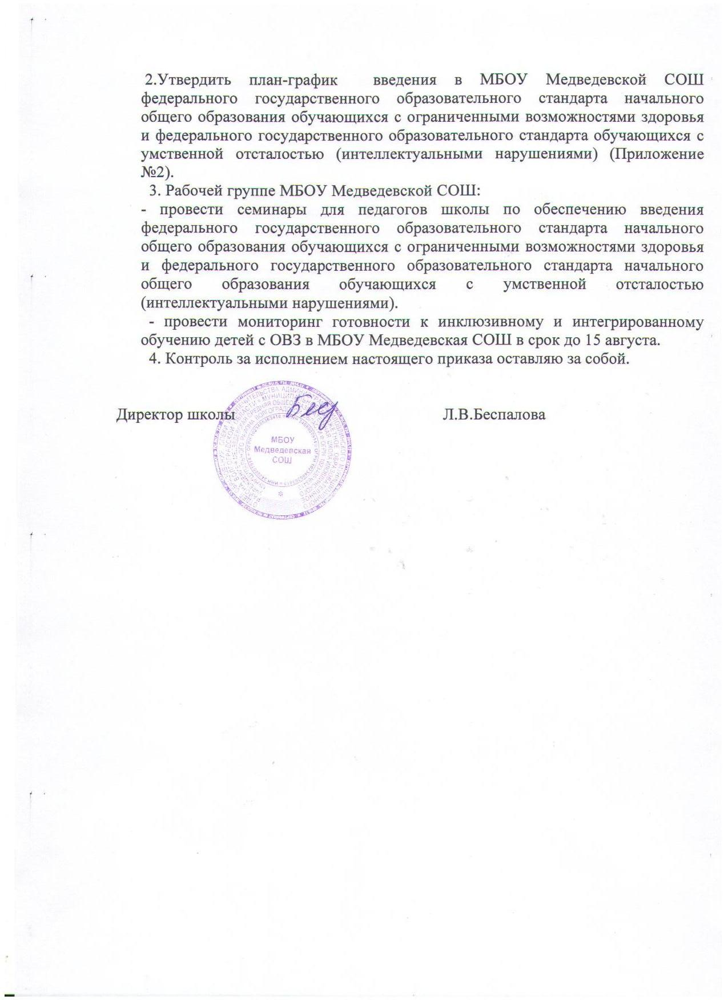 2.Утвердить план-график введения в МБОУ Медведевской СОШ
федерального государственного образовательного стандарта начального
общего образования обучающихся с ограниченными возможностями здоровья
и федерального государственного образовательного стандарта обучающихся с
умственной отсталостью (интеллектуальными нарушениями) (Приложение
№2).
3. Рабочей группе МБОУ Медведевской СОШ:
- провести семинары для педагогов школы по обеспечению введения
федерального государственного образовательного стандарта начального
общего образования обучающихся с ограниченными возможностями здоровья
и федерального государственного образовательного стандарта начального
общего образования обучающихся с умственной отсталостью
(интеллектуальными нарушениями).
- провести мониторинг готовности к инклюзивному и интегрированному
обучению детей с ОВЗ в МБОУ Медведевская СОШ в срок до 15 августа.
4. Контроль за исполнением настоящего приказа оставляю за собой.
Директор школы Л.В.Беспалова
МБОУ
Медведевская
СОШ